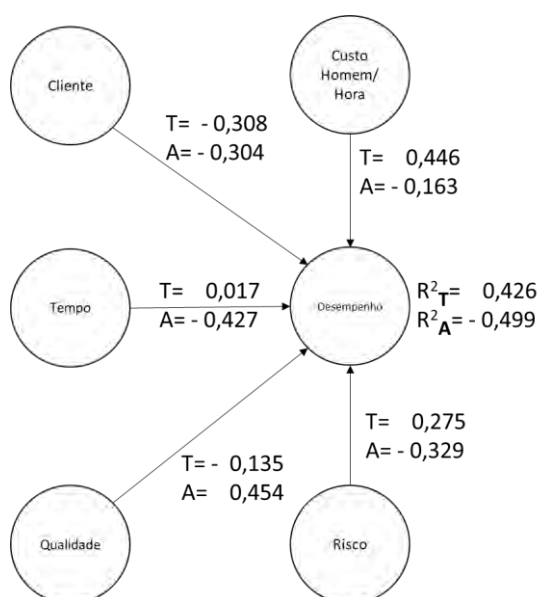 Cliente
Custo
Homem/
Hora
T= - 0,308
A= - 0,304
T= 0,446
A= - 0,163
Tempo
T= 0,017
A= - 0,427
Desempenho
R²T= 0,426
R²A= - 0,499
T= - 0,135
A= 0,454
T= 0,275
A= - 0,329
Qualidade
Risco